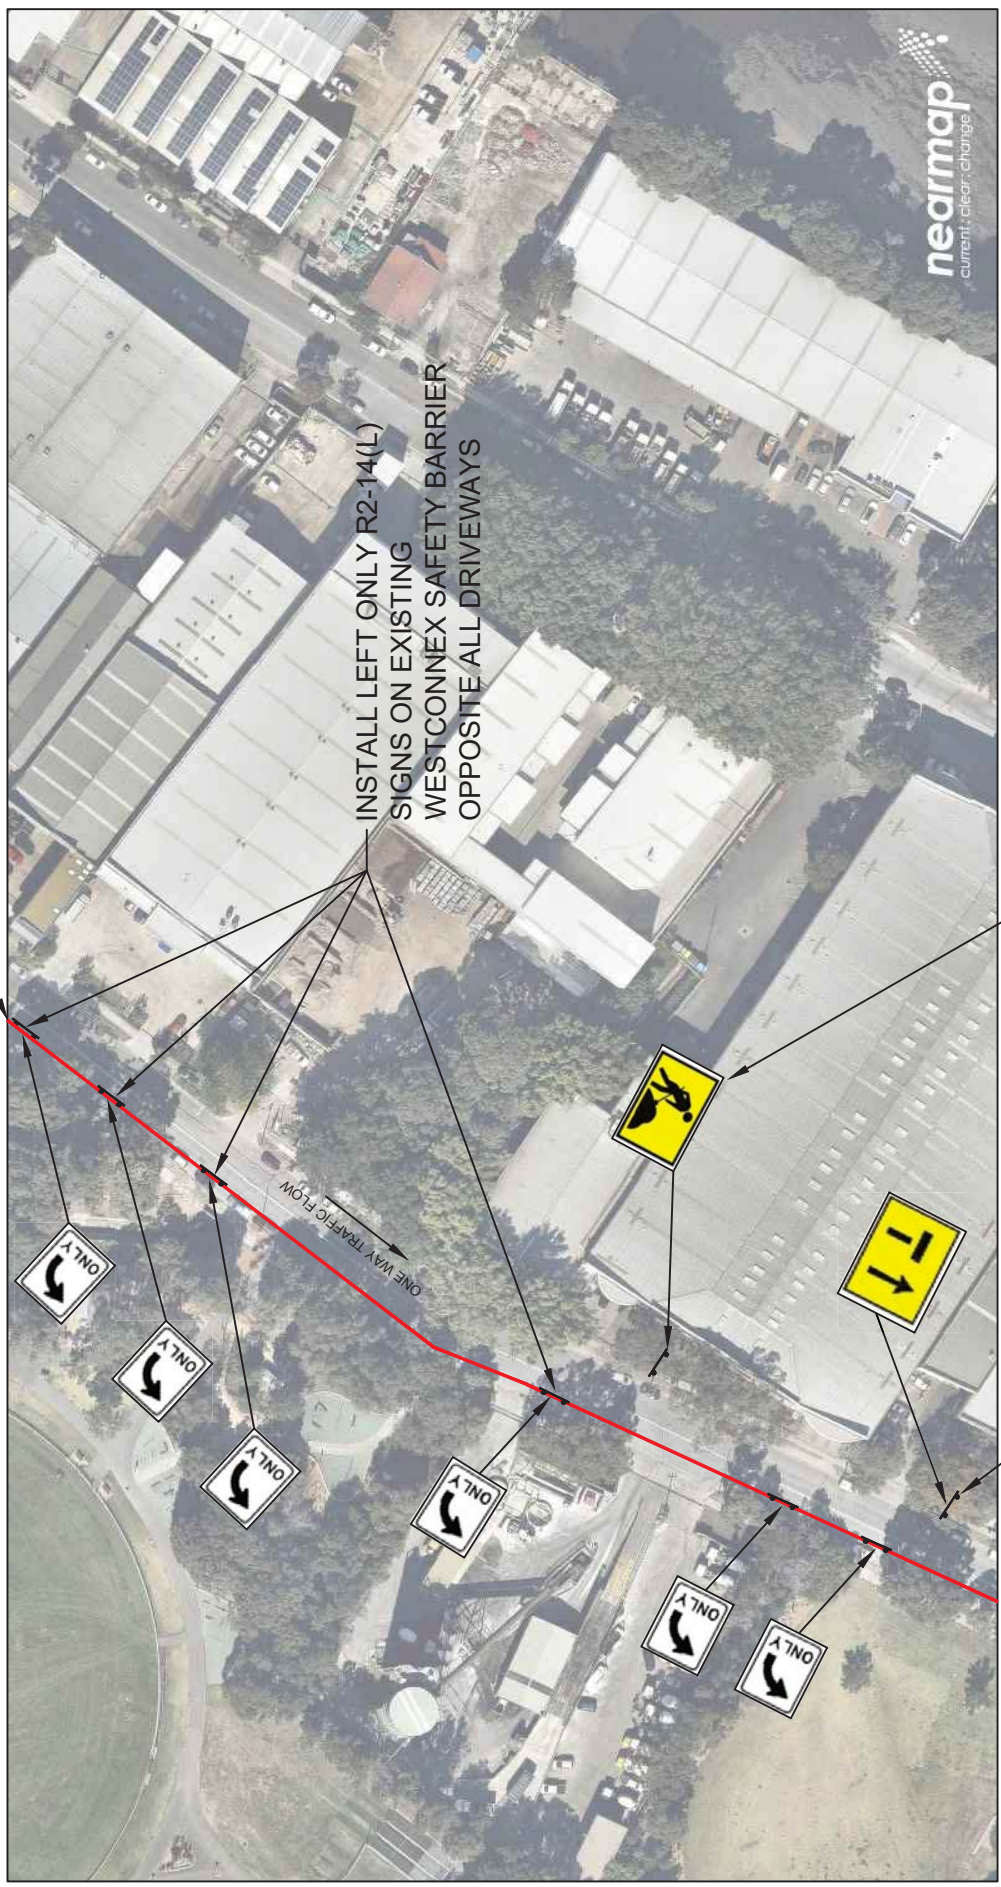 INSTALL LEFT ONLY R2-14(L)
SIGNS ON EXISTING
WESTCONNEX SAFETY BARRIER
OPPOSITE ALL DRIVEWAYS
ONE WAY TRAFFIC FLOW
ONLY
ONLY
ONLY
ONLY
ONLY
ONLY
nearmap
current:clear:change